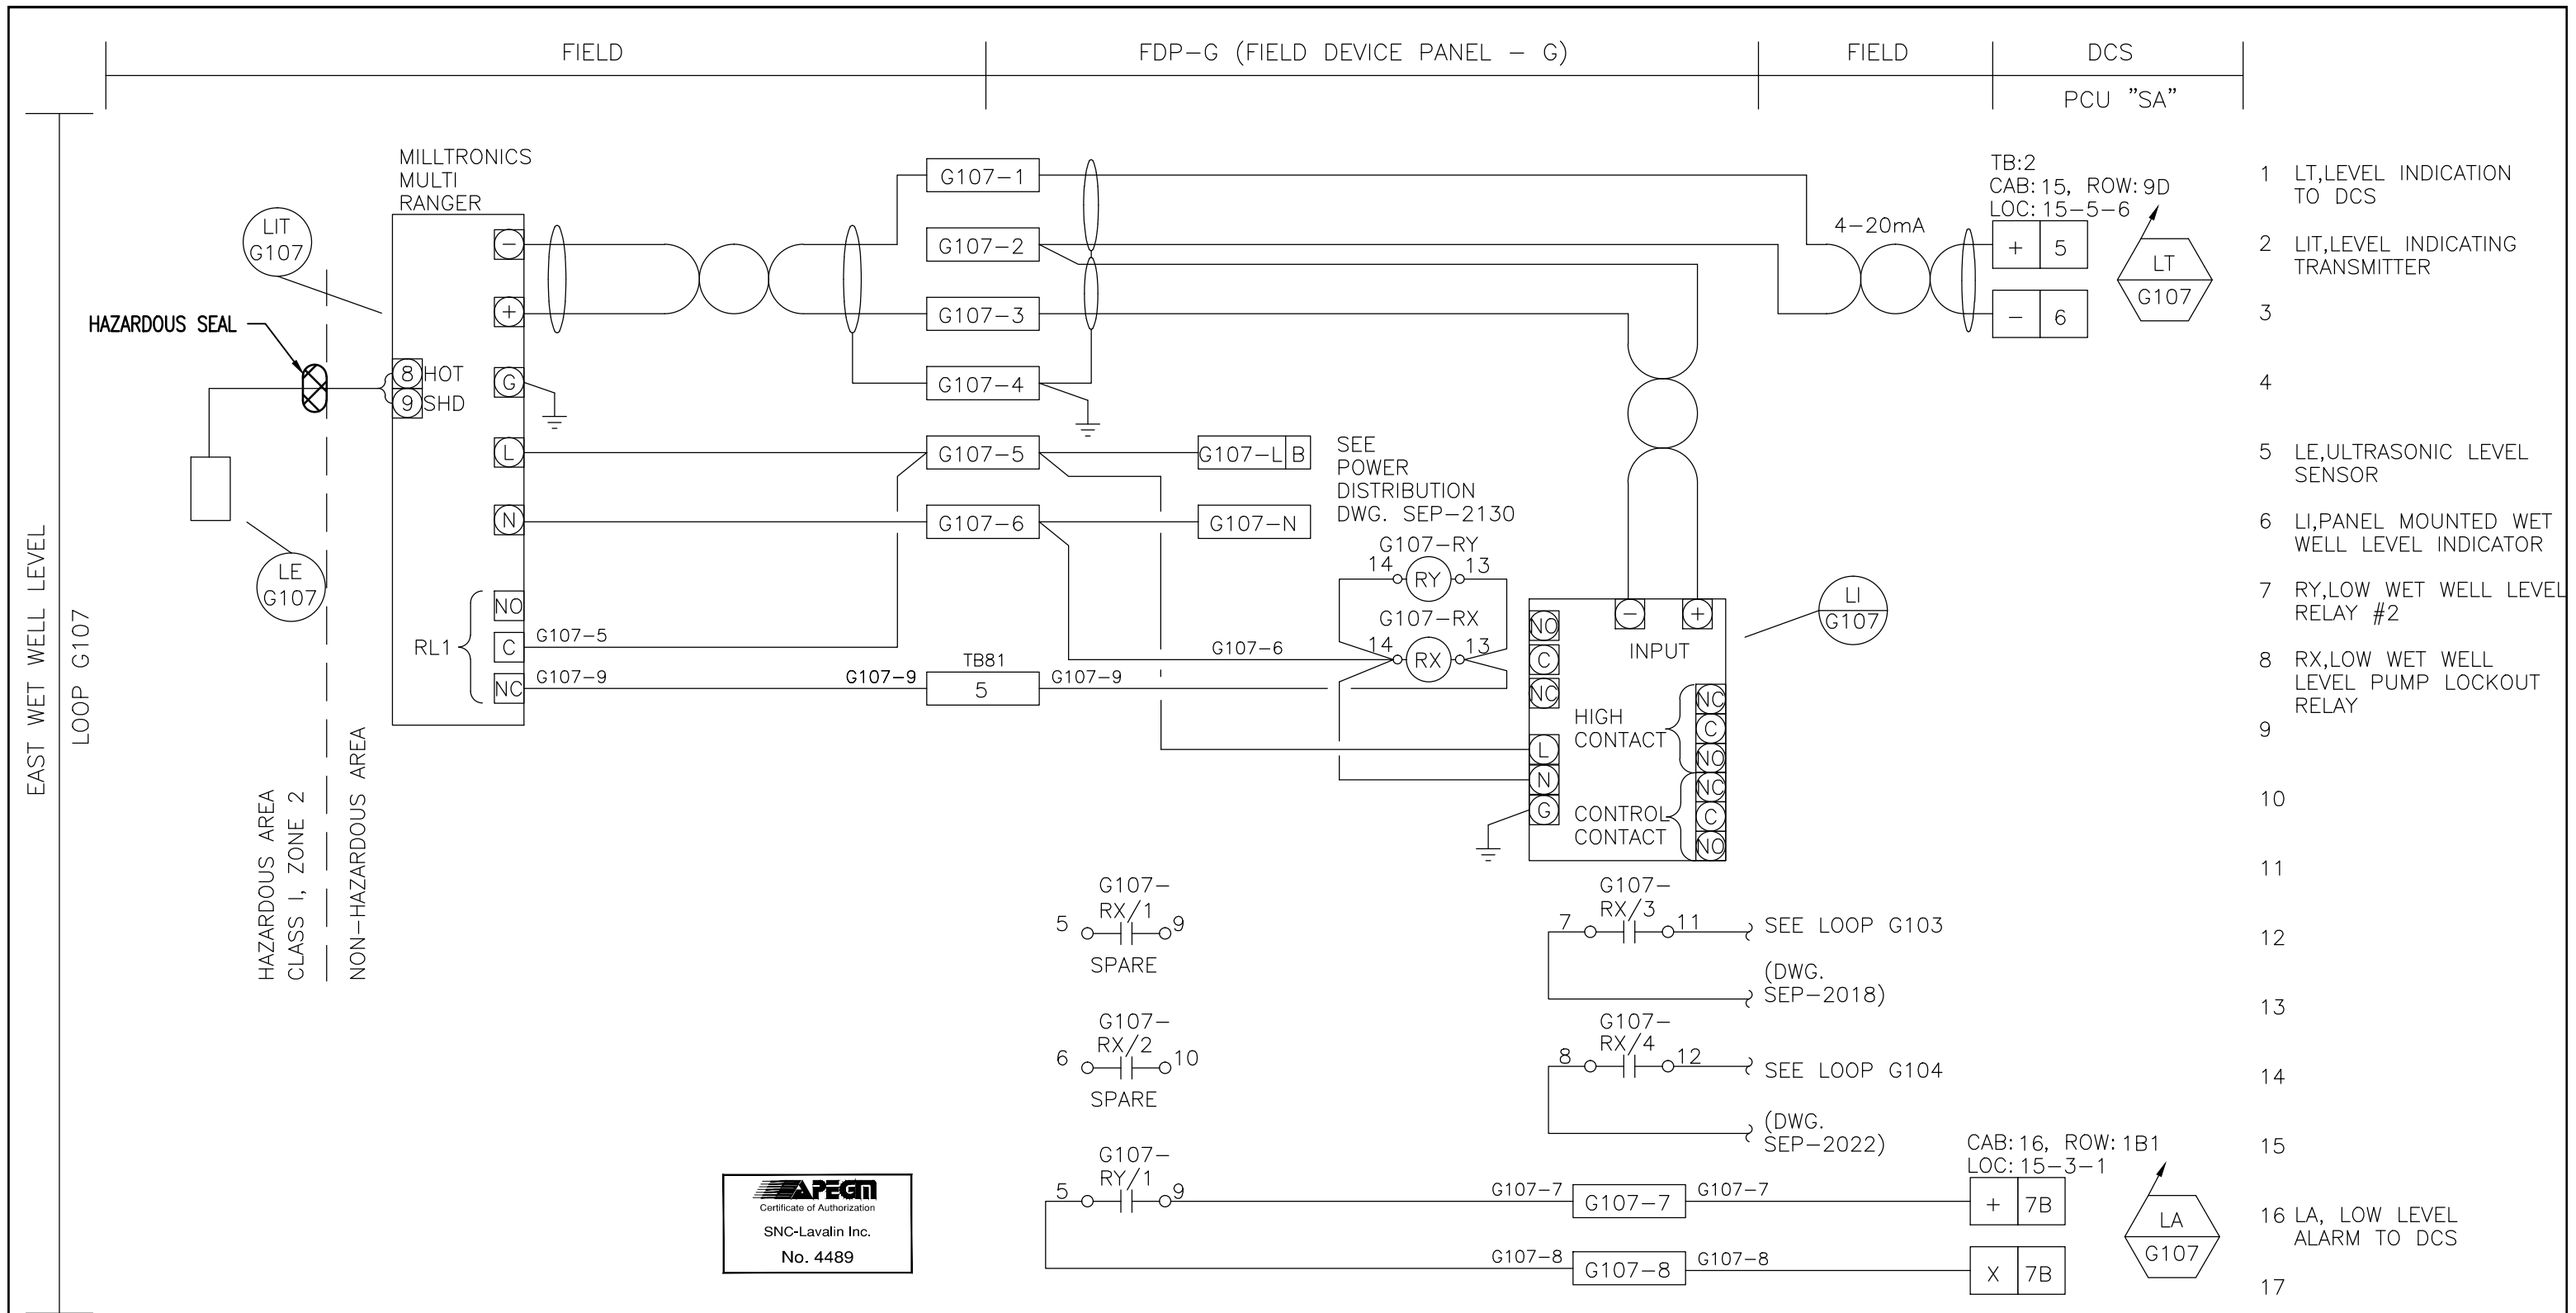 FIELD
FDP-G (FIELD DEVICE PANEL - G)
FIELD
DCS
PCU "SA"
EAST WET WELL LEVEL
LOOP G107
MILLTRONICS
MULTI
RANGER
LIT
G107
HAZARDOUS SEAL
8 HOT
9 SHD
LE
G107
HAZARDOUS AREA
CLASS I, ZONE 2
NON-HAZARDOUS AREA
-
+
G
L
N
NO
RL1
C
NC
G107-5
G107-9
G107-9
TB81
5
G107-9
G107-1
G107-2
G107-3
G107-4
G107-5
G107-6
G107-L B
G107-N
SEE
POWER
DISTRIBUTION
DWG. SEP-2130
G107-RY
14 RY 13
G107-RX
14 RX 13
G107-6
NO
C
NC
L
N
G
- +
INPUT
HIGH
CONTACT
NC
C
NO
CONTROL
CONTACT
NC
C
NO
LI
G107
4-20mA
TB:2
CAB:15, ROW:9D
LOC:15-5-6
+ 5
- 6
LT
G107
G107-
RX/1
5 9
SPARE
G107-
RX/2
6 10
SPARE
G107-
RX/3
7 11
SEE LOOP G103
(DWG.
SEP-2018)
G107-
RX/4
8 12
SEE LOOP G104
(DWG.
SEP-2022)
G107-
RY/1
5 9
G107-7 G107-7 G107-7
G107-8 G107-8 G107-8
CAB:16, ROW:1B1
LOC:15-3-1
+ 7B
X 7B
LA
G107
APEGM
Certificate of Authorization
SNC-Lavalin Inc.
No. 4489
1 LT,LEVEL INDICATION
TO DCS
2 LIT,LEVEL INDICATING
TRANSMITTER
3
4
5 LE,ULTRASONIC LEVEL
SENSOR
6 LI,PANEL MOUNTED WET
WELL LEVEL INDICATOR
7 RY,LOW WET WELL LEVEL
RELAY #2
8 RX,LOW WET WELL
LEVEL PUMP LOCKOUT
RELAY
9
10
11
12
13
14
15
16 LA, LOW LEVEL
ALARM TO DCS
17